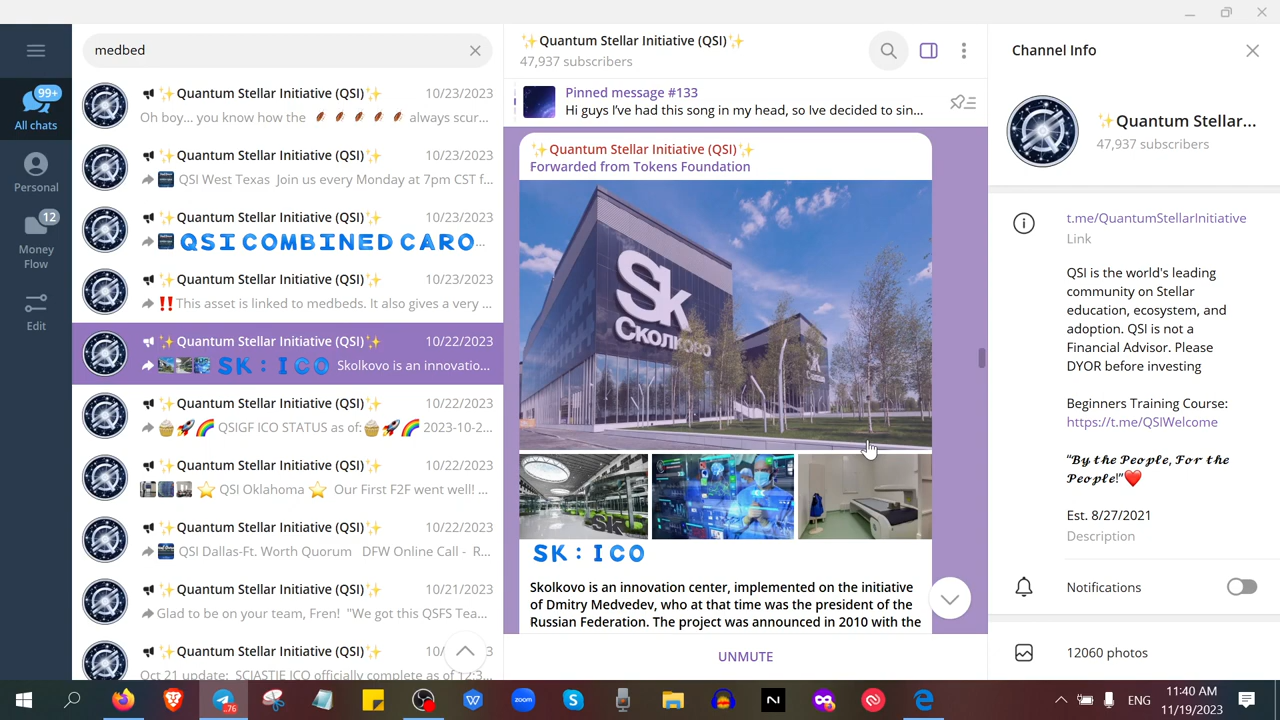 medbed
99+
All chats
Personal
12
Money
Flow
Edit
✨Quantum Stellar Initiative (QSI)✨ 10/23/2023
Oh boy... you know how the 🏈🏈🏈🏈🏈 always scur...
✨Quantum Stellar Initiative (QSI)✨ 10/23/2023
QSI West Texas Join us every Monday at 7pm CST f...
✨Quantum Stellar Initiative (QSI)✨ 10/23/2023
QSI COMBINED CARO...
✨Quantum Stellar Initiative (QSI)✨ 10/23/2023
‼️This asset is linked to medbeds. It also gives a very ...
✨Quantum Stellar Initiative (QSI)✨ 10/22/2023
SK : ICO Skolkovo is an innovatio...
✨Quantum Stellar Initiative (QSI)✨ 10/22/2023
🧁🚀🌈 QSIGF ICO STATUS as of:🧁🚀🌈 2023-10-2...
✨Quantum Stellar Initiative (QSI)✨ 10/22/2023
⭐ QSI Oklahoma ⭐ Our First F2F went well! ...
✨Quantum Stellar Initiative (QSI)✨ 10/22/2023
QSI Dallas-Ft. Worth Quorum DFW Online Call - R...
✨Quantum Stellar Initiative (QSI)✨ 10/21/2023
Glad to be on your team, Fren! "We got this QSFS Tea...
✨Quantum Stellar Initiative (QSI)✨ 10/
Oct 21 update: SCIASTIE ICO officially complete as of 12:3...
✨Quantum Stellar Initiative (QSI)✨
47,937 subscribers
Pinned message #133
Hi guys I've had this song in my head, so Ive decided to sin...
✨Quantum Stellar Initiative (QSI)✨
Forwarded from Tokens Foundation
Sk
Сколково
SK : ICO
Skolkovo is an innovation center, implemented on the initiative
of Dmitry Medvedev, who at that time was the president of the
Russian Federation. The project was announced in 2010 with the
UNMUTE
Channel Info
✨Quantum Stellar...
47,937 subscribers
t.me/QuantumStellarInitiative
Link
QSI is the world's leading
community on Stellar
education, ecosystem, and
adoption. QSI is not a
Financial Advisor. Please
DYOR before investing
Beginners Training Course:
https://t.me/QSIWelcome
"𝓑𝔂 𝓽𝓱𝓮 𝓟𝓮𝓸𝓹𝓵𝓮, 𝓕𝓸𝓻 𝓽𝓱𝓮
𝓟𝓮𝓸𝓹𝓵𝓮!"❤️
Est. 8/27/2021
Description
Notifications
12060 photos
.76
zoom
ENG
11:40 AM
11/19/2023